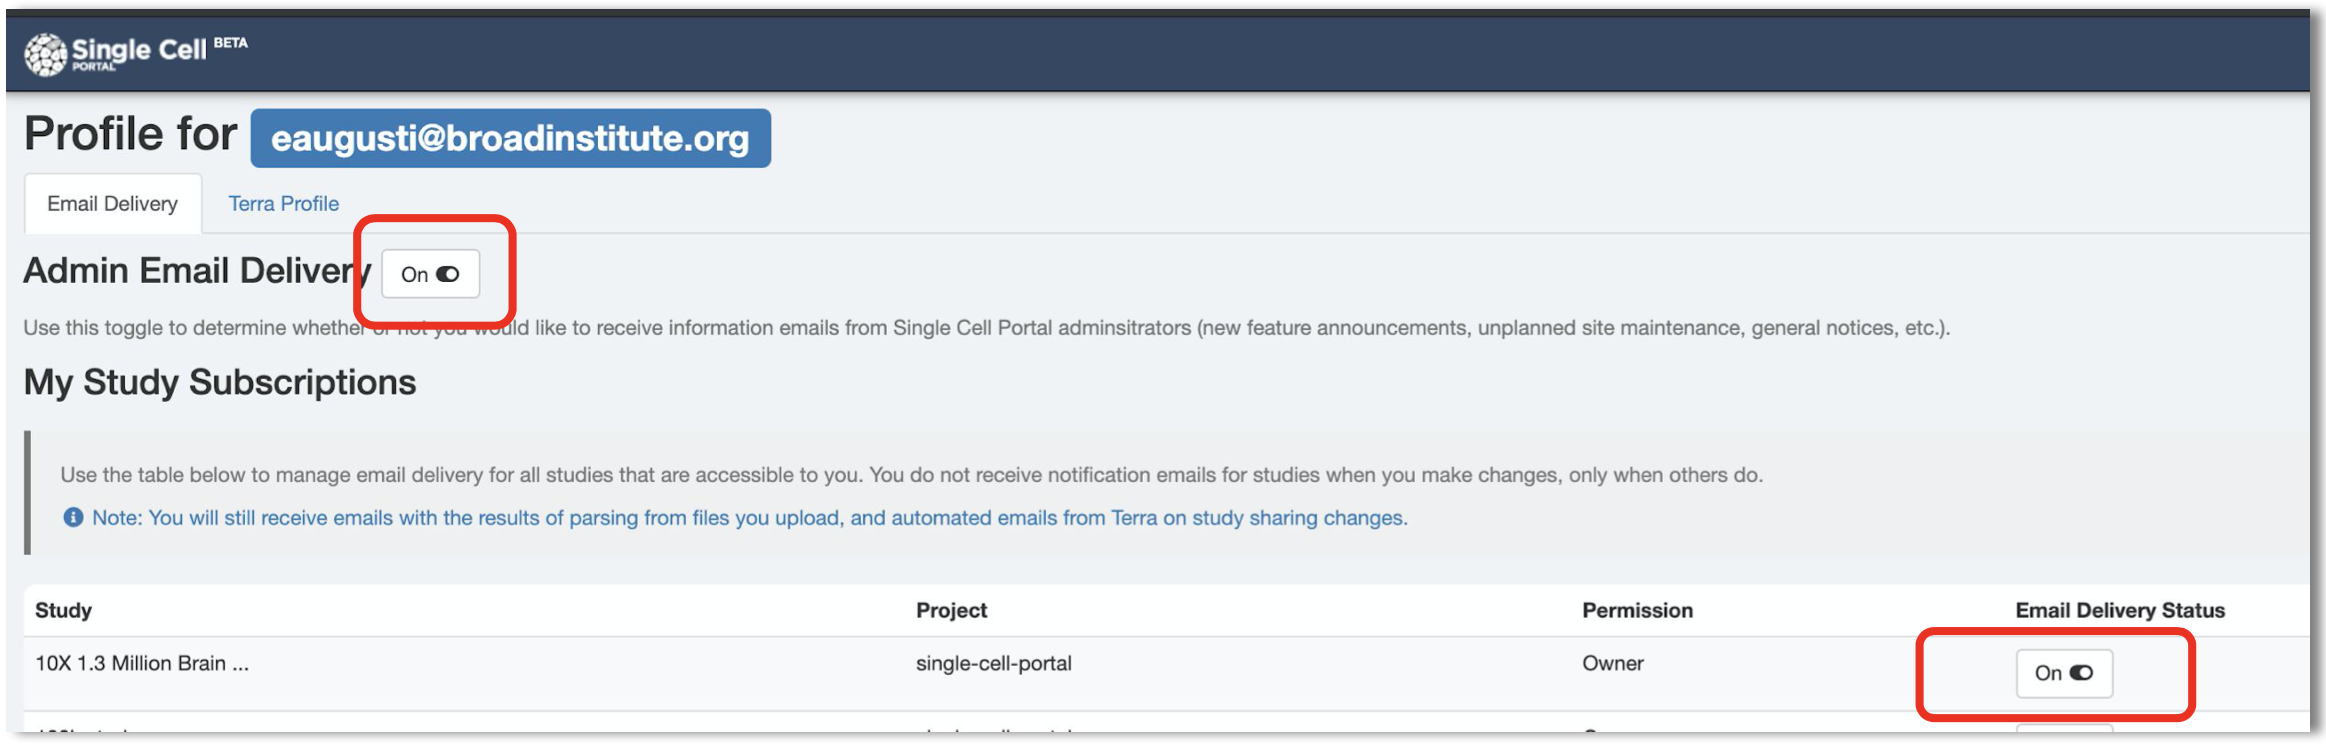 Single Cell BETA
PORTAL
Profile for eaugusti@broadinstitute.org
Email Delivery Terra Profile
Admin Email Delivery On
Use this toggle to determine whether or not you would like to receive information emails from Single Cell Portal adminsitrators (new feature announcements, unplanned site maintenance, general notices, etc.).
My Study Subscriptions
Use the table below to manage email delivery for all studies that are accessible to you. You do not receive notification emails for studies when you make changes, only when others do.
Note: You will still receive emails with the results of parsing from files you upload, and automated emails from Terra on study sharing changes.
Study Project Permission Email Delivery Status
10X 1.3 Million Brain ... single-cell-portal Owner On